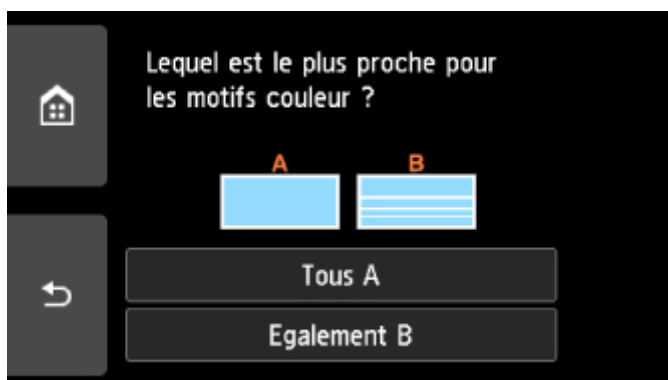 Lequel est le plus proche pour
les motifs couleur ?
A B
Tous A
Egalement B